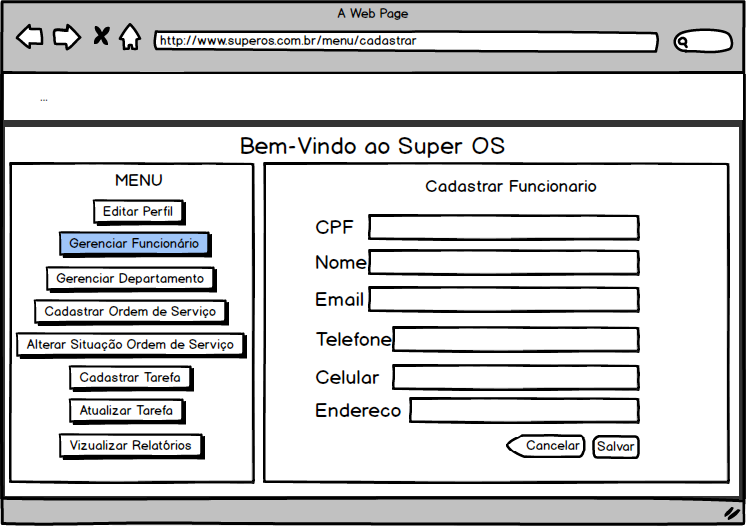 A Web Page
http://www.superos.com.br/menu/cadastrar
...
Bem-Vindo ao Super OS
MENU
Editar Perfil
Gerenciar Funcionário
Gerenciar Departamento
Cadastrar Ordem de Serviço
Alterar Situação Ordem de Serviço
Cadastrar Tarefa
Atualizar Tarefa
Vizualizar Relatórios
Cadastrar Funcionario
CPF
Nome
Email
Telefone
Celular
Endereco
Cancelar
Salvar